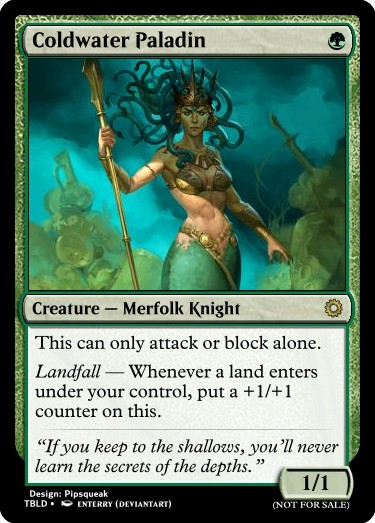 Coldwater Paladin
Creature — Merfolk Knight
This can only attack or block alone.
Landfall — Whenever a land enters
under your control, put a +1/+1
counter on this.
“If you keep to the shallows, you’ll never
learn the secrets of the depths.”
1/1
Design: Pipsqueak
TBLD • ENTERRY (DEVIANTART)
(NOT FOR SALE)